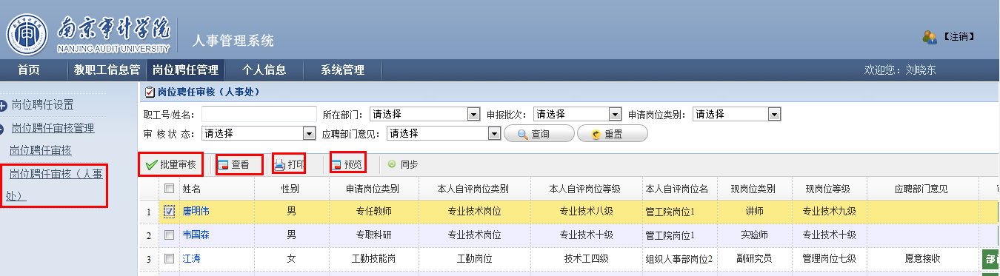 南京审计学院
NANJING AUDIT UNIVERSITY
人事管理系统
【注销】
首页 教职工信息管 岗位聘任管理 个人信息 系统管理 欢迎您：刘晓东
岗位聘任设置
岗位聘任审核管理
岗位聘任审核
岗位聘任审核（人事
处）
岗位聘任审核（人事处）
职工号/姓名： 所在部门： 请选择 申报批次： 请选择 申请岗位类别： 请选择
审 核 状 态： 请选择 应聘部门意见： 请选择 查询 重置
批量审核 查看 打印 预览 同步
姓名 性别 申请岗位类别 本人自评岗位类别 本人自评岗位等级 本人自评岗位名 现岗位类别 现岗位等级 应聘部门意见
1 唐明伟 男 专任教师 专业技术岗位 专业技术八级 管工院岗位1 讲师 专业技术九级
2 韦国森 男 专职科研 专业技术岗位 专业技术十级 管工院岗位1 实验师 专业技术十级
3 江涛 女 工勤技能岗 工勤岗位 技术工四级 组织人事部岗位2 副研究员 管理岗位七级 愿意接收 部